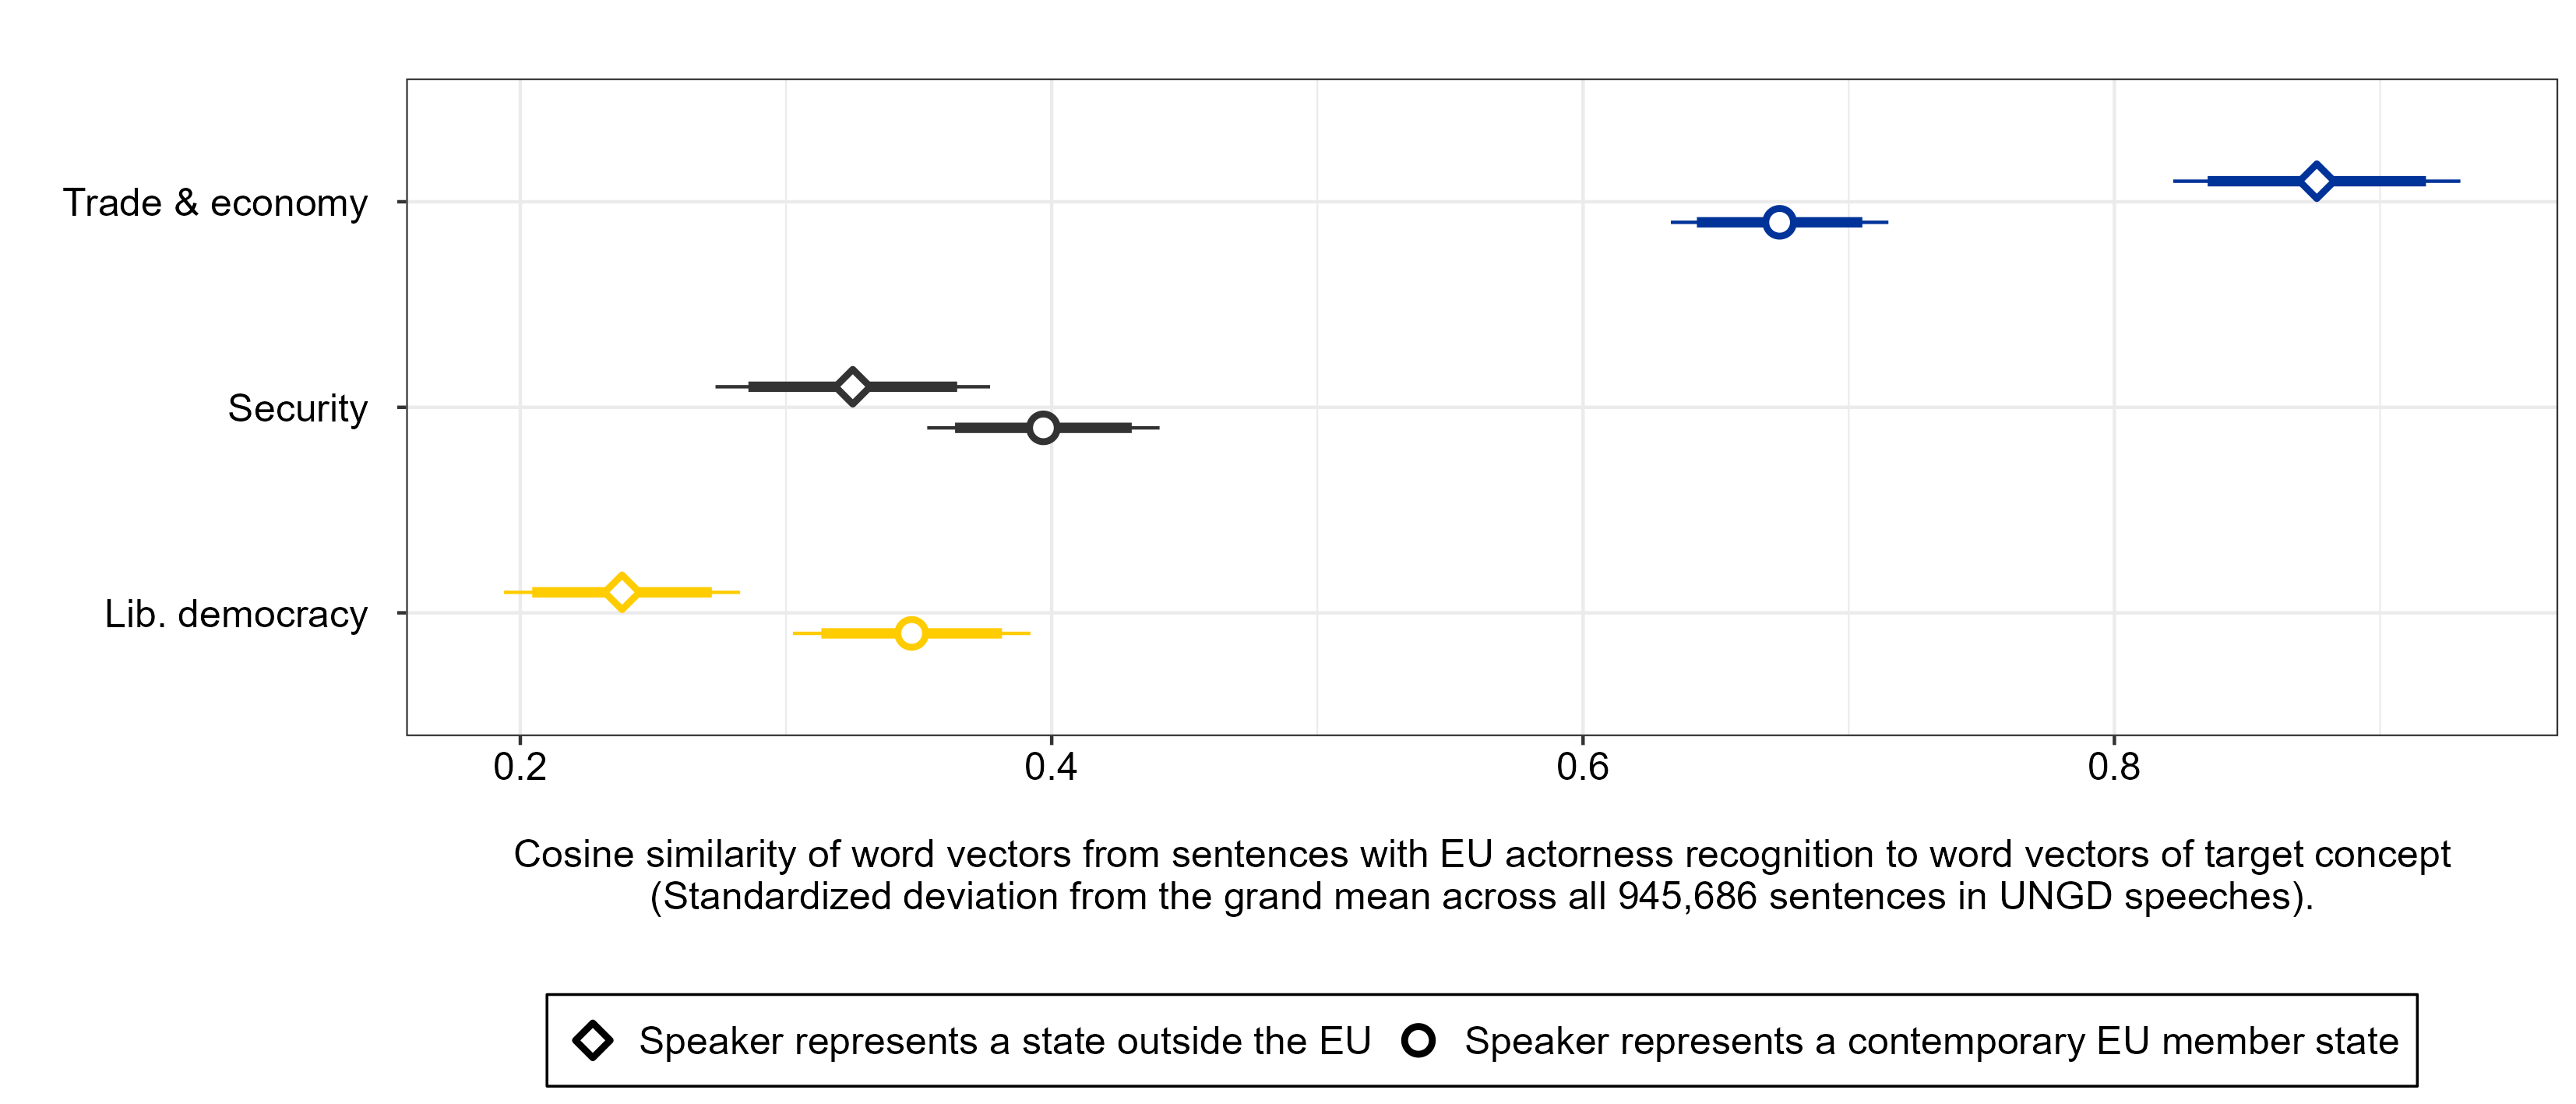 Trade & economy
Security
Lib. democracy
0.2 0.4 0.6 0.8
Cosine similarity of word vectors from sentences with EU actorness recognition to word vectors of target concept
(Standardized deviation from the grand mean across all 945,686 sentences in UNGD speeches).
Speaker represents a state outside the EU Speaker represents a contemporary EU member state